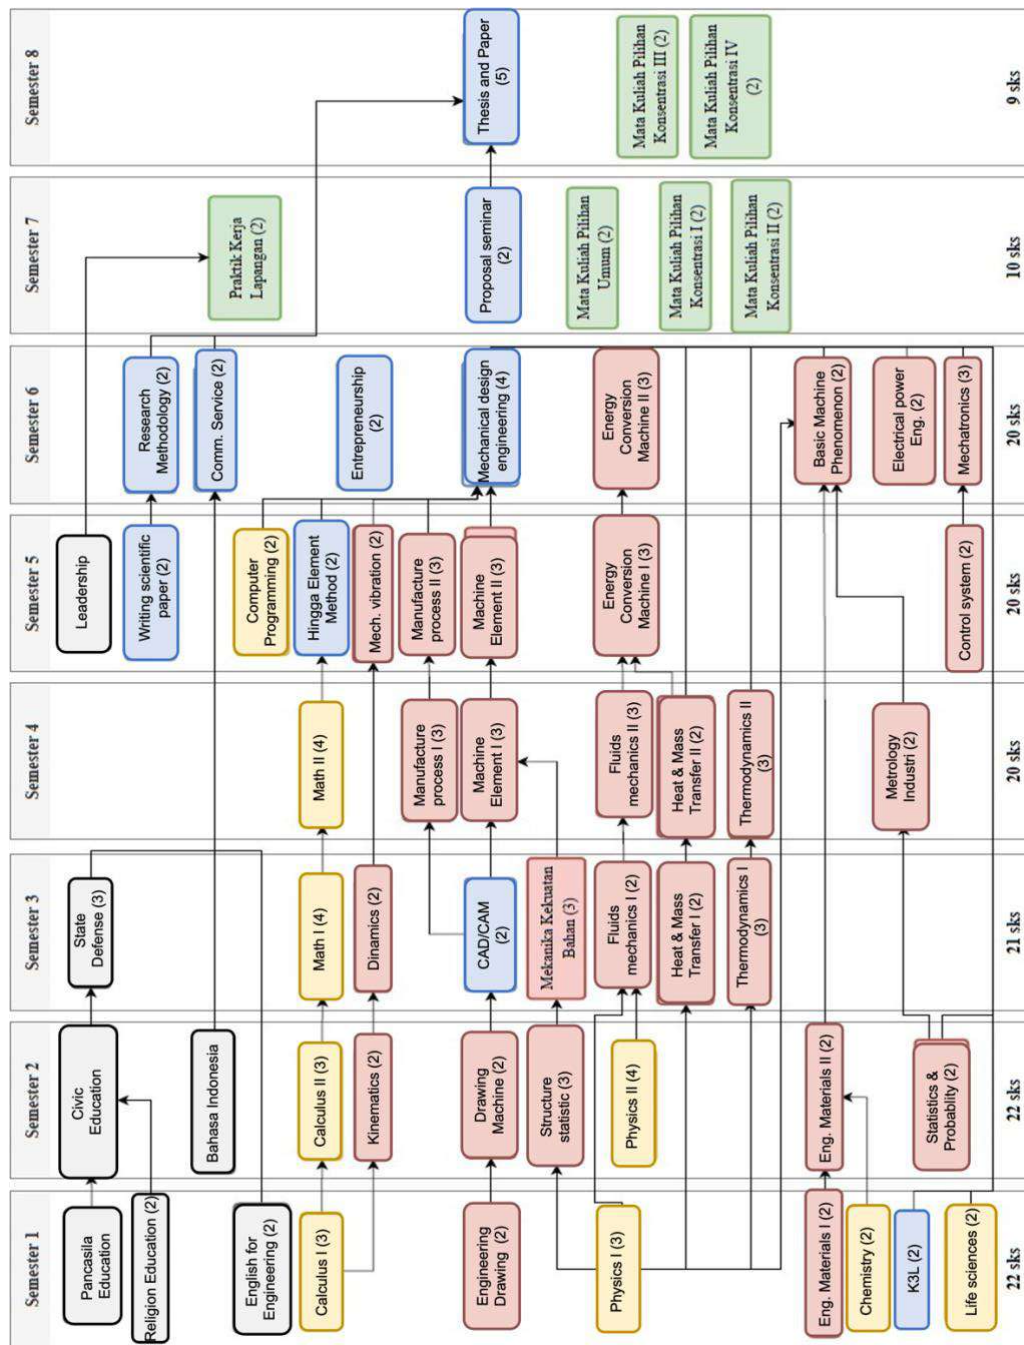 Semester 1
Pancasila
Education
Religion Education (2)
English for
Engineering (2)
Calculus I (3)
Engineering
Drawing (2)
Physics I (3)
Eng. Materials I (2)
Chemistry (2)
K3L (2)
Life sciences (2)
22 sks
Semester 2
Civic
Education
Bahasa Indonesia
Calculus II (3)
Kinematics (2)
Drawing
Machine (2)
Structure
statistic (3)
Physics II (4)
Eng. Materials II (2)
Statistics &
Probablity (2)
22 sks
Semester 3
State
Defense (3)
Math I (4)
Dinamics (2)
CAD/CAM
(2)
Mekanika Kekuatan
Bahan (3)
Fluids
mechanics I (2)
Heat & Mass
Transfer I (2)
Thermodynamics I
(3)
21 sks
Semester 4
Math II (4)
Manufacture
process I (3)
Machine
Element I (3)
Fluids
mechanics II (3)
Heat & Mass
Transfer II (2)
Thermodynamics II
(3)
Metrology
Industri (2)
20 sks
Semester 5
Leadership
Writing scientific
paper (2)
Computer
Programming (2)
Hingga Element
Method (2)
Mech. vibration (2)
Manufacture
process II (3)
Machine
Element II (3)
Energy
Conversion
Machine I (3)
Control system (2)
20 sks
Semester 6
Research
Methodology (2)
Comm. Service (2)
Entrepreneurship
(2)
Mechanical design
engineering (4)
Energy
Conversion
Machine II (3)
Basic Machine
Phenomenon (2)
Electrical power
Eng. (2)
Mechatronics (3)
20 sks
Semester 7
Praktik Kerja
Lapangan (2)
Proposal seminar
(2)
Mata Kuliah Pilihan
Umum (2)
Mata Kuliah Pilihan
Konsentrasi I (2)
Mata Kuliah Pilihan
Konsentrasi II (2)
10 sks
Semester 8
Thesis and Paper
(5)
Mata Kuliah Pilihan
Konsentrasi III (2)
Mata Kuliah Pilihan
Konsentrasi IV
(2)
9 sks